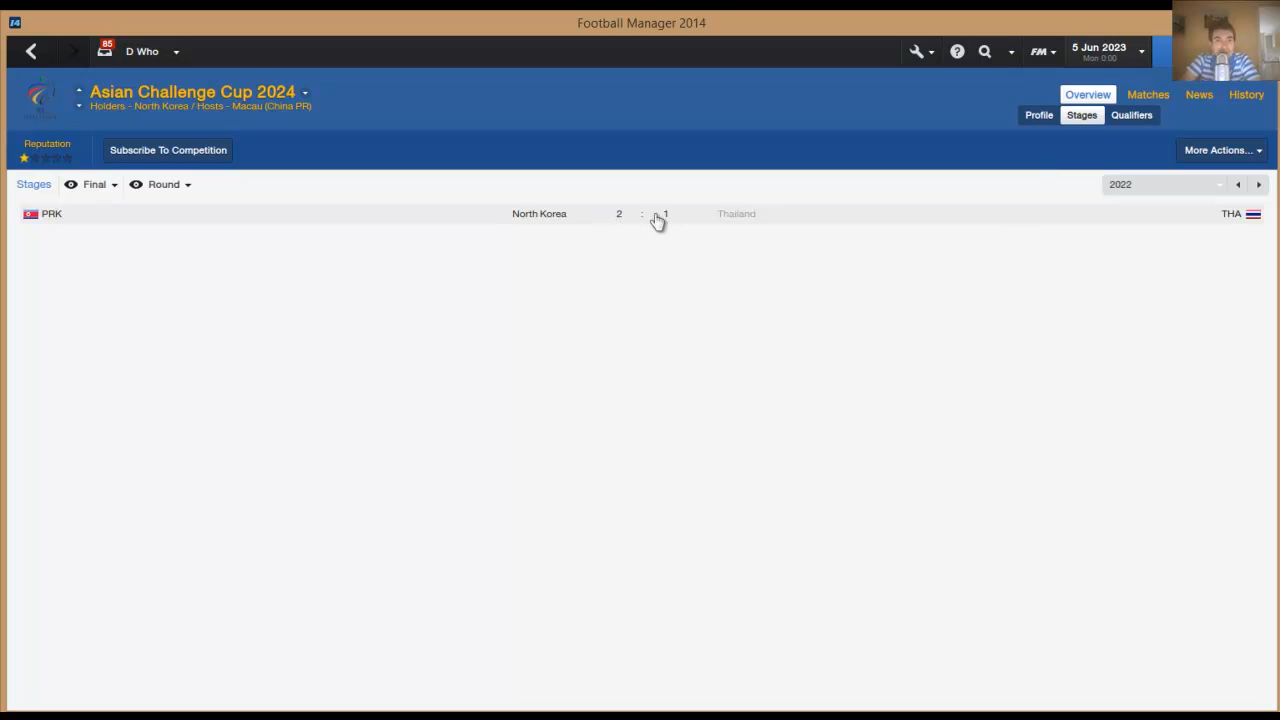 14
Football Manager 2014
85
D Who
FM
5 Jun 2023
Mon 0:00
Asian Challenge Cup 2024
Holders - North Korea / Hosts - Macau (China PR)
Overview Matches News History
Profile Stages Qualifiers
Reputation
Subscribe To Competition
More Actions...
Stages Final Round
2022
PRK North Korea 2 : 1 Thailand THA